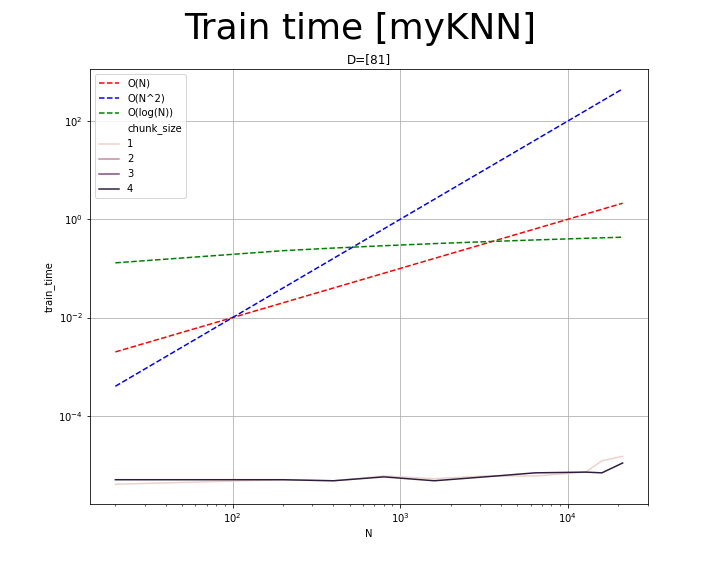 Train time [myKNN]
D=[81]
O(N)
O(N^2)
O(log(N))
chunk_size
1
2
3
4
10^2
10^0
10^-2
10^-4
train_time
10^2
10^3
10^4
N